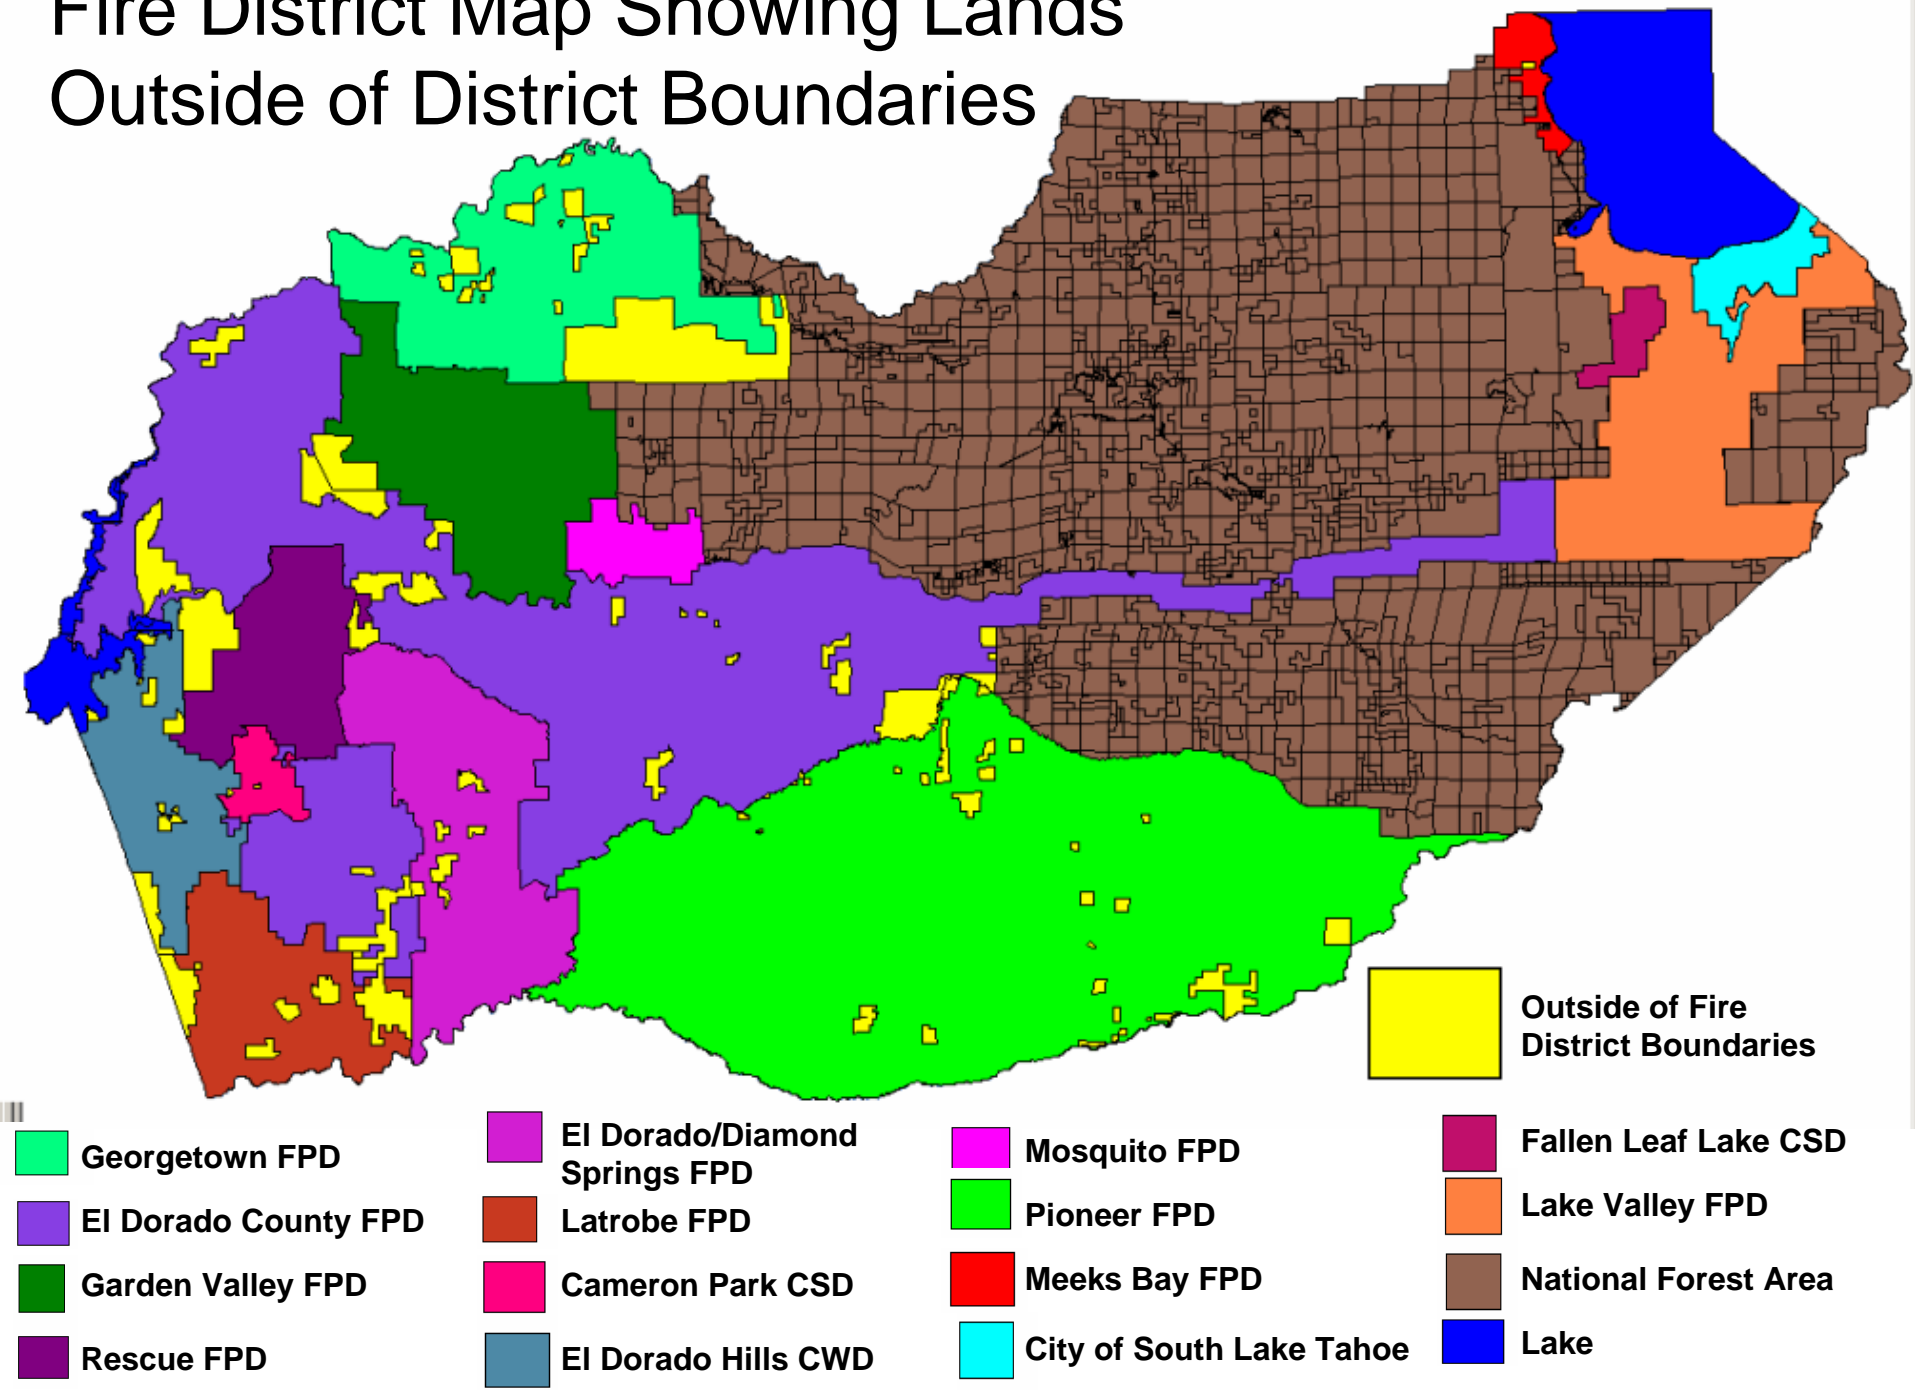 Fire District Map Showing Lands
Outside of District Boundaries
Outside of Fire
District Boundaries
Georgetown FPD
El Dorado County FPD
Garden Valley FPD
Rescue FPD
El Dorado/Diamond
Springs FPD
Latrobe FPD
Cameron Park CSD
El Dorado Hills CWD
Mosquito FPD
Pioneer FPD
Meeks Bay FPD
City of South Lake Tahoe
Fallen Leaf Lake CSD
Lake Valley FPD
National Forest Area
Lake